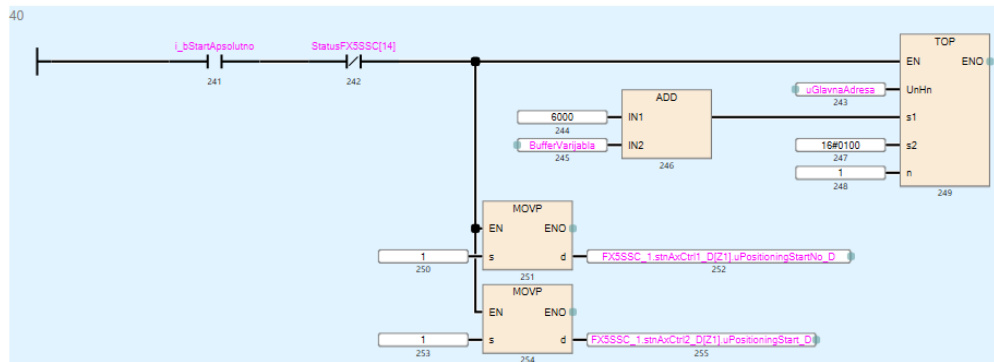 40
i_bStartApsolutno
StatusFX5SSC[14]
241
242
TOP
EN
ENO
uGlavnaAdresa
UnHn
243
ADD
6000
IN1
s1
244
BufferVarijabla
IN2
16#0100
s2
245
246
247
1
n
248
249
MOVP
EN
ENO
1
s
d
FX5SSC_1.stnAxCtrl1_D[Z1].uPositioningStartNo_D
250
251
252
MOVP
EN
ENO
1
s
d
FX5SSC_1.stnAxCtrl2_D[Z1].uPositioningStart_D
253
254
255